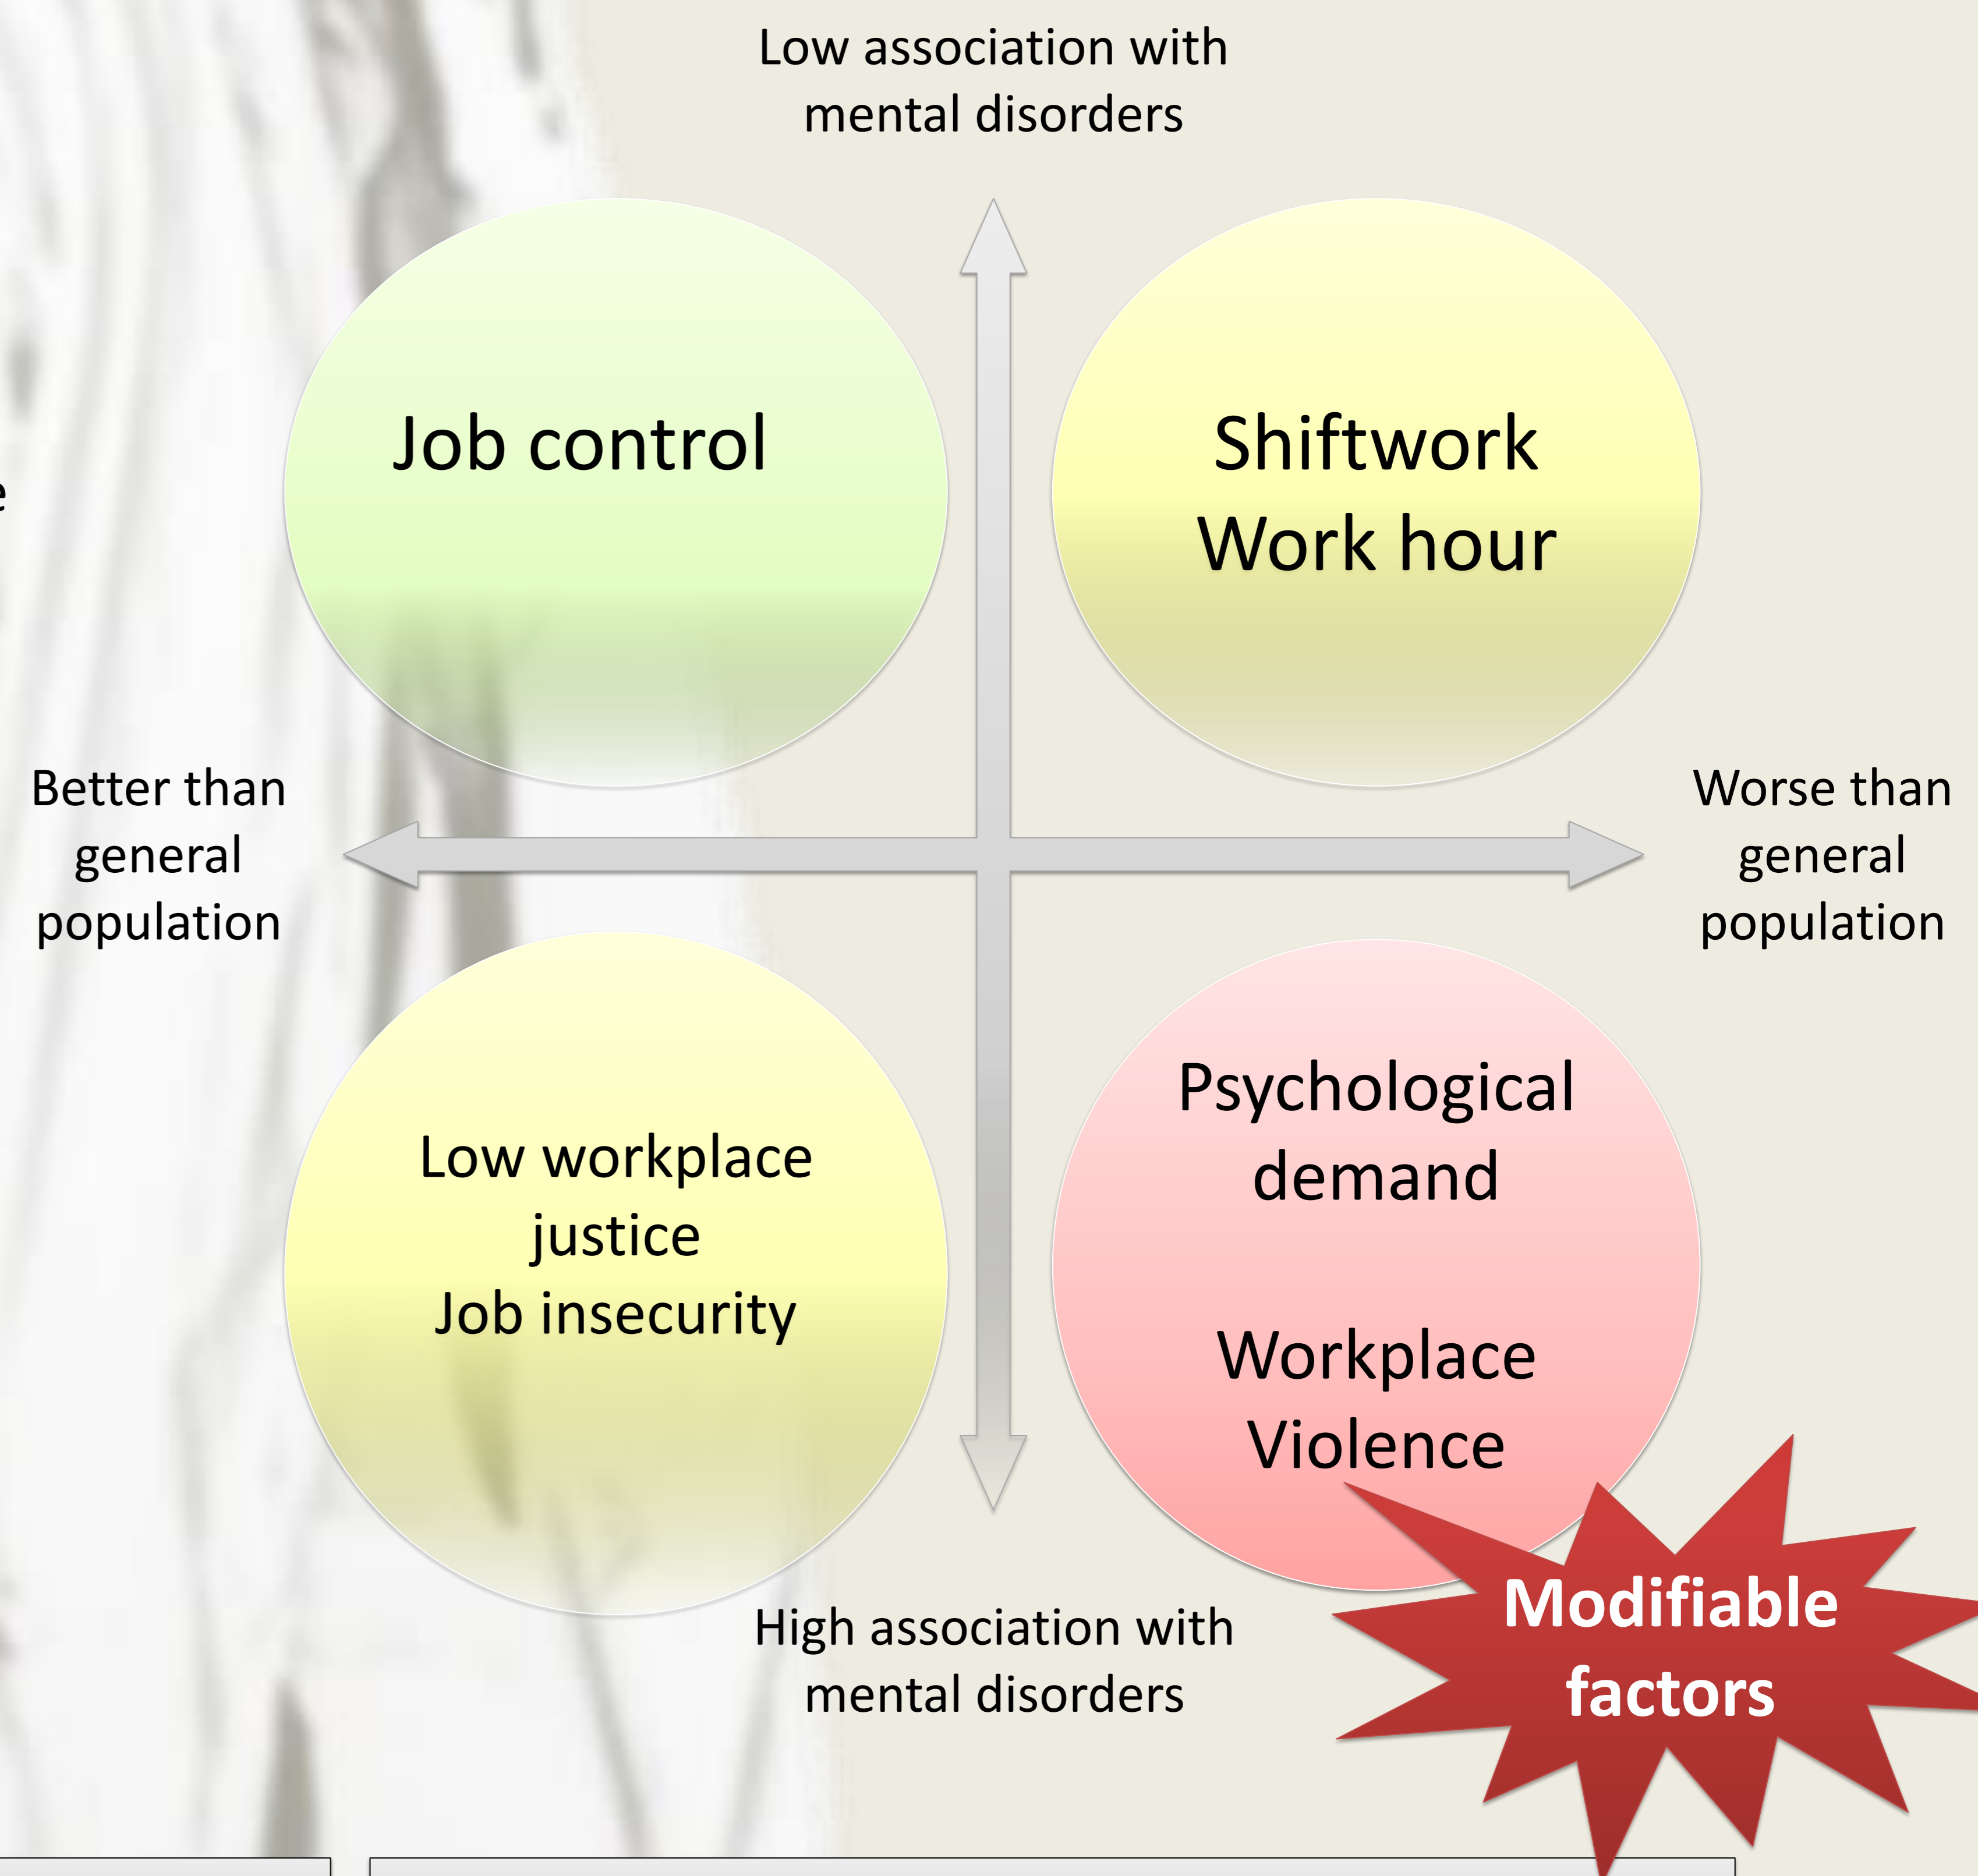 Low association with
mental disorders
Job control
Shiftwork
Work hour
e
Better than
general
population
Worse than
general
population
Low workplace
justice
Job insecurity
Psychological
demand
Workplace
Violence
High association with
mental disorders
Modifiable
factors